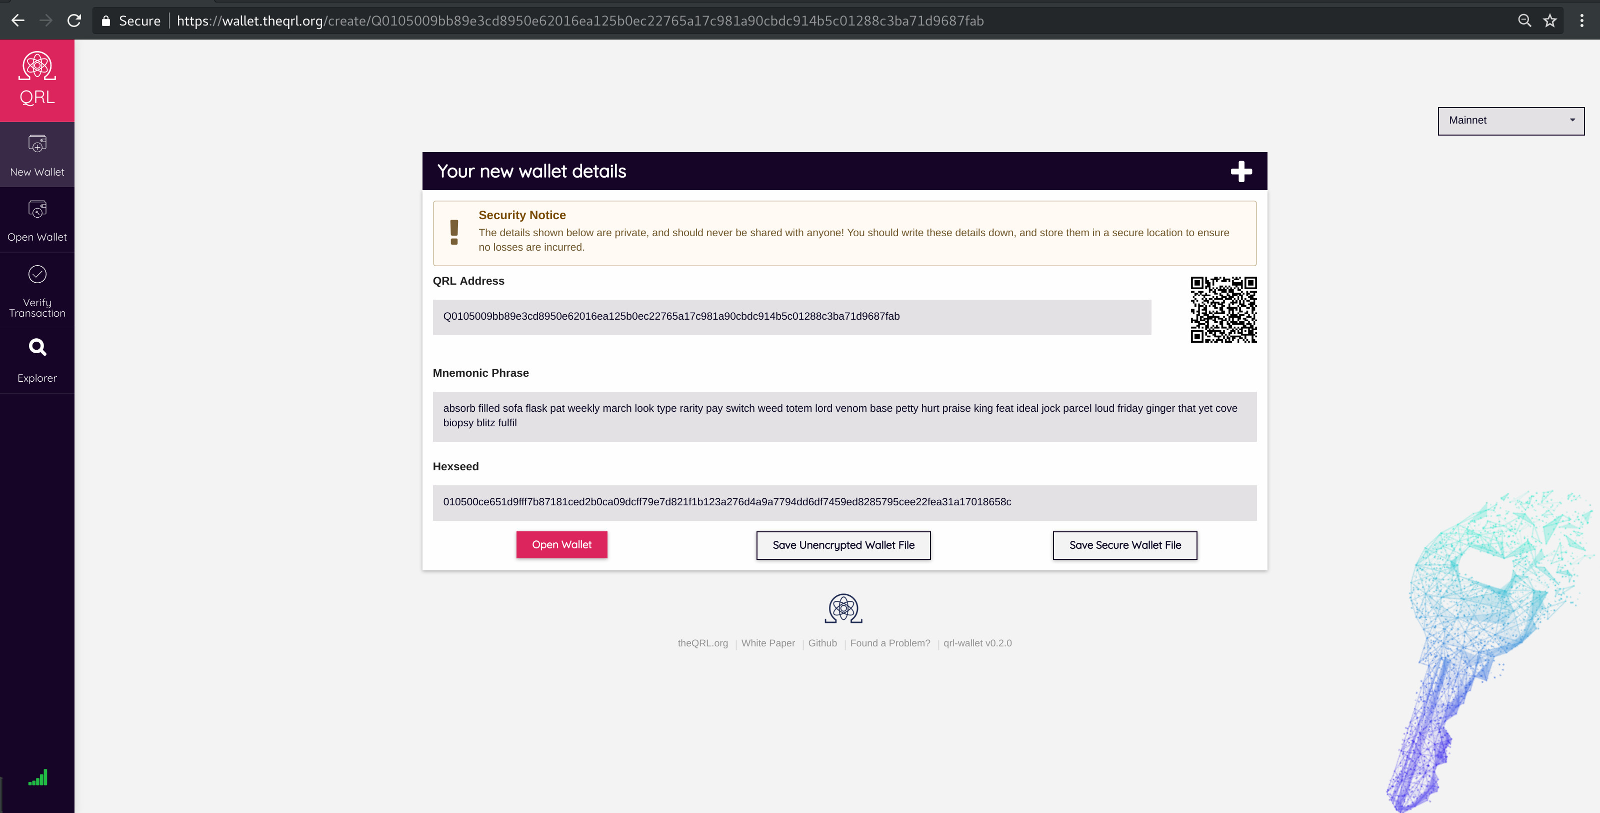 Secure
https://wallet.theqrl.org/create/Q0105009bb89e3cd8950e62016ea125b0ec22765a17c981a90cbdc914b5c01288c3ba71d9687fab
QRL
New Wallet
Open Wallet
Verify
Transaction
Explorer
Mainnet
Your new wallet details
Security Notice
The details shown below are private, and should never be shared with anyone! You should write these details down, and store them in a secure location to ensure
no losses are incurred.
QRL Address
Q0105009bb89e3cd8950e62016ea125b0ec22765a17c981a90cbdc914b5c01288c3ba71d9687fab
Mnemonic Phrase
absorb filled sofa flask pat weekly march look type rarity pay switch weed totem lord venom base petty hurt praise king feat ideal jock parcel loud friday ginger that yet cove
biopsy blitz fulfil
Hexseed
010500ce651d9fff7b87181ced2b0ca09dcff79e7d821f1b123a276d4a9a7794dd6df7459ed8285795cee22fea31a17018658c
Open Wallet
Save Unencrypted Wallet File
Save Secure Wallet File
theQRL.org
White Paper
Github
Found a Problem?
qrl-wallet v0.2.0